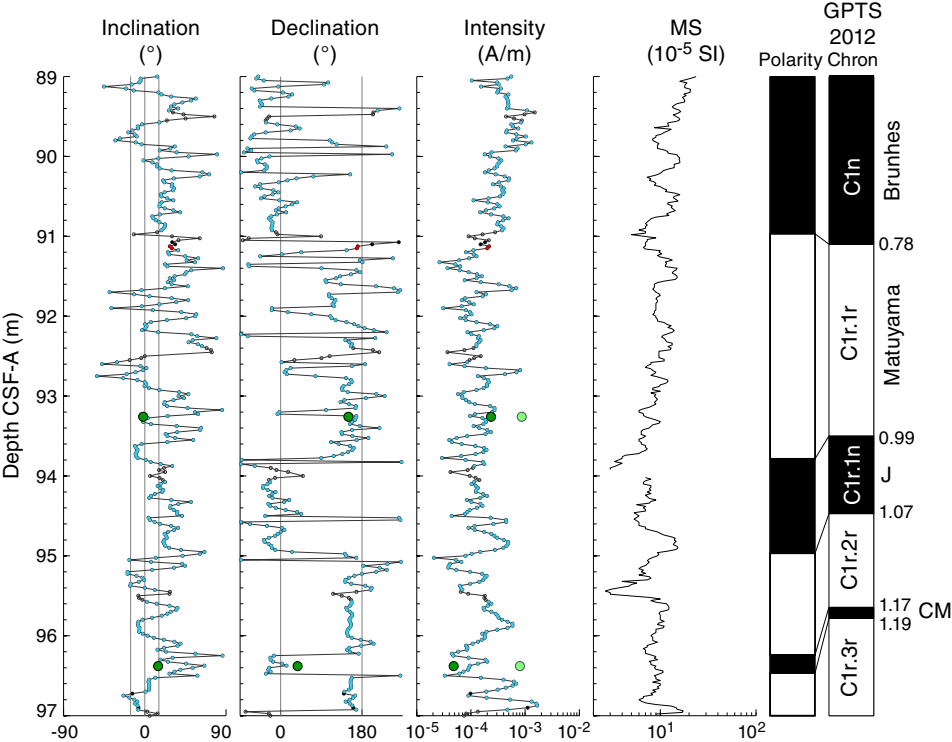 Inclination
(°)
Declination
(°)
Intensity
(A/m)
MS
(10-5 SI)
GPTS
2012
Polarity Chron
Depth CSF-A (m)
89
90
91
92
93
94
95
96
97
-90 0 90
0 180
10-5 10-4 10-3 10-2
101 102
C1n
Brunhes
0.78
C1r.1r
Matuyama
0.99
C1r.1n
J
1.07
C1r.2r
1.17
CM
1.19
C1r.3r